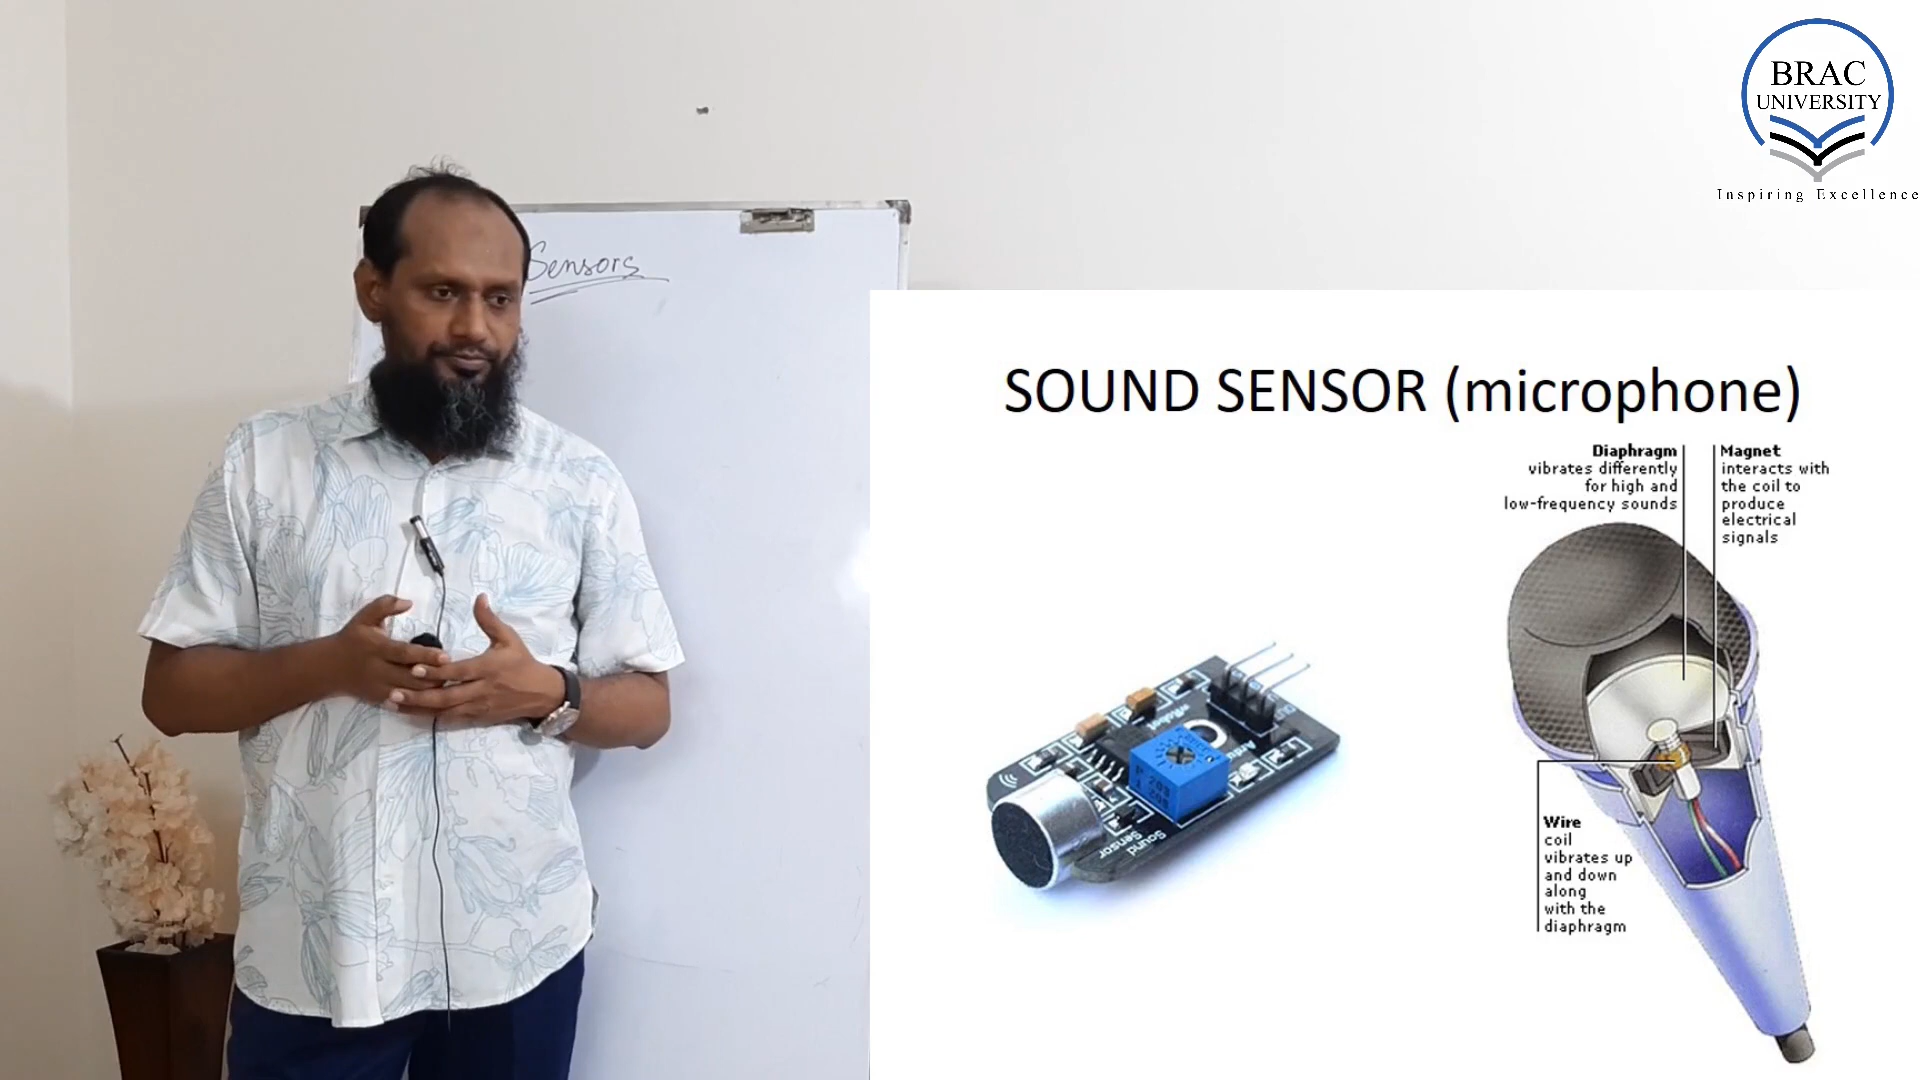 BRAC
UNIVERSITY
Inspiring Excellence
Sensors
SOUND SENSOR (microphone)
Diaphragm
vibrates differently
for high and
low-frequency sounds
Magnet
interacts with
the coil to
produce
electrical
signals
Sound
Sensor
Wire
coil
vibrates up
and down
along
with the
diaphragm